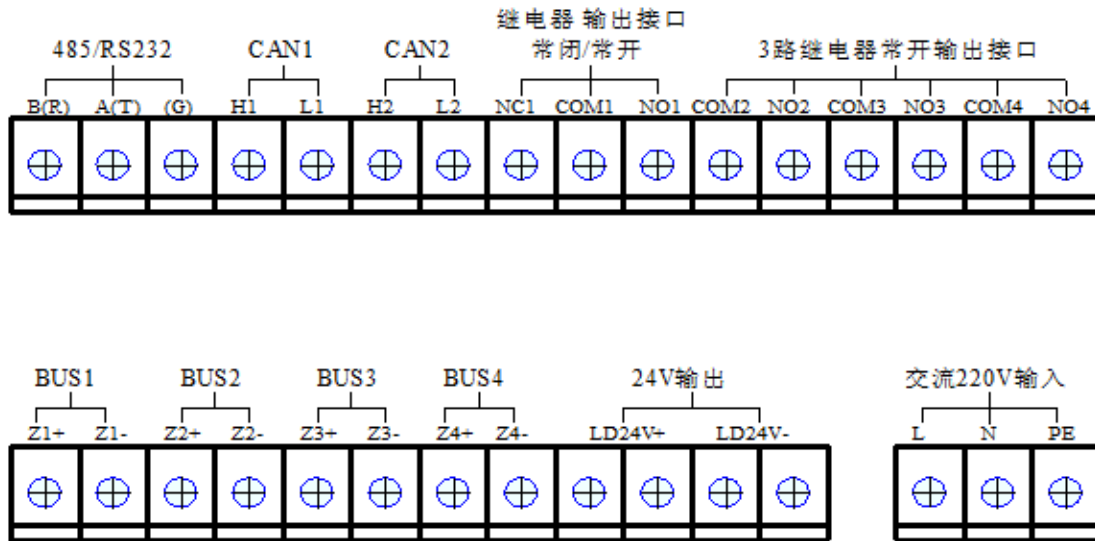 继电器 输出接口
485/RS232 CAN1 CAN2 常闭/常开 3路继电器常开输出接口
B(R) A(T) (G) H1 L1 H2 L2 NC1 COM1 NO1 COM2 NO2 COM3 NO3 COM4 NO4
BUS1 BUS2 BUS3 BUS4 24V输出 交流220V输入
Z1+ Z1- Z2+ Z2- Z3+ Z3- Z4+ Z4- LD24V+ LD24V- L N PE